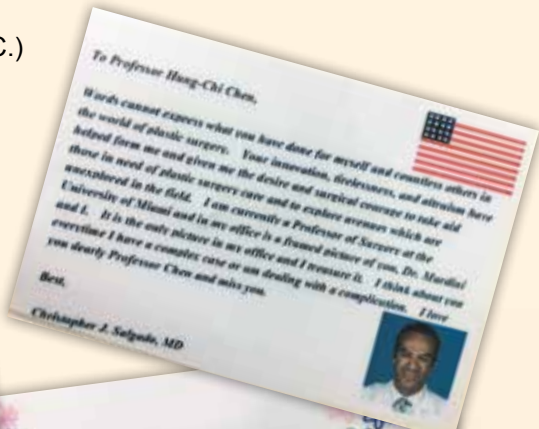 C.)
To Professor Hung-Chi Chen,
Words cannot express what you have done for myself and countless others in
the world of plastic surgery. Your innovation, tirelessness, and altruism have
helped form me and given me the desire and surgical courage to take aid
those in need of plastic surgery care and to explore avenues which are
unexplored in the field. I am currently a Professor of Surgery at the
University of Miami and in my office is a framed picture of you, Dr. Mardini
and I. It is the only picture in my office and I treasure it. I think about you
everytime I have a complex case or am dealing with a complication. I love
you dearly Professor Chen and miss you.
Best,
Christopher J. Salgado, MD